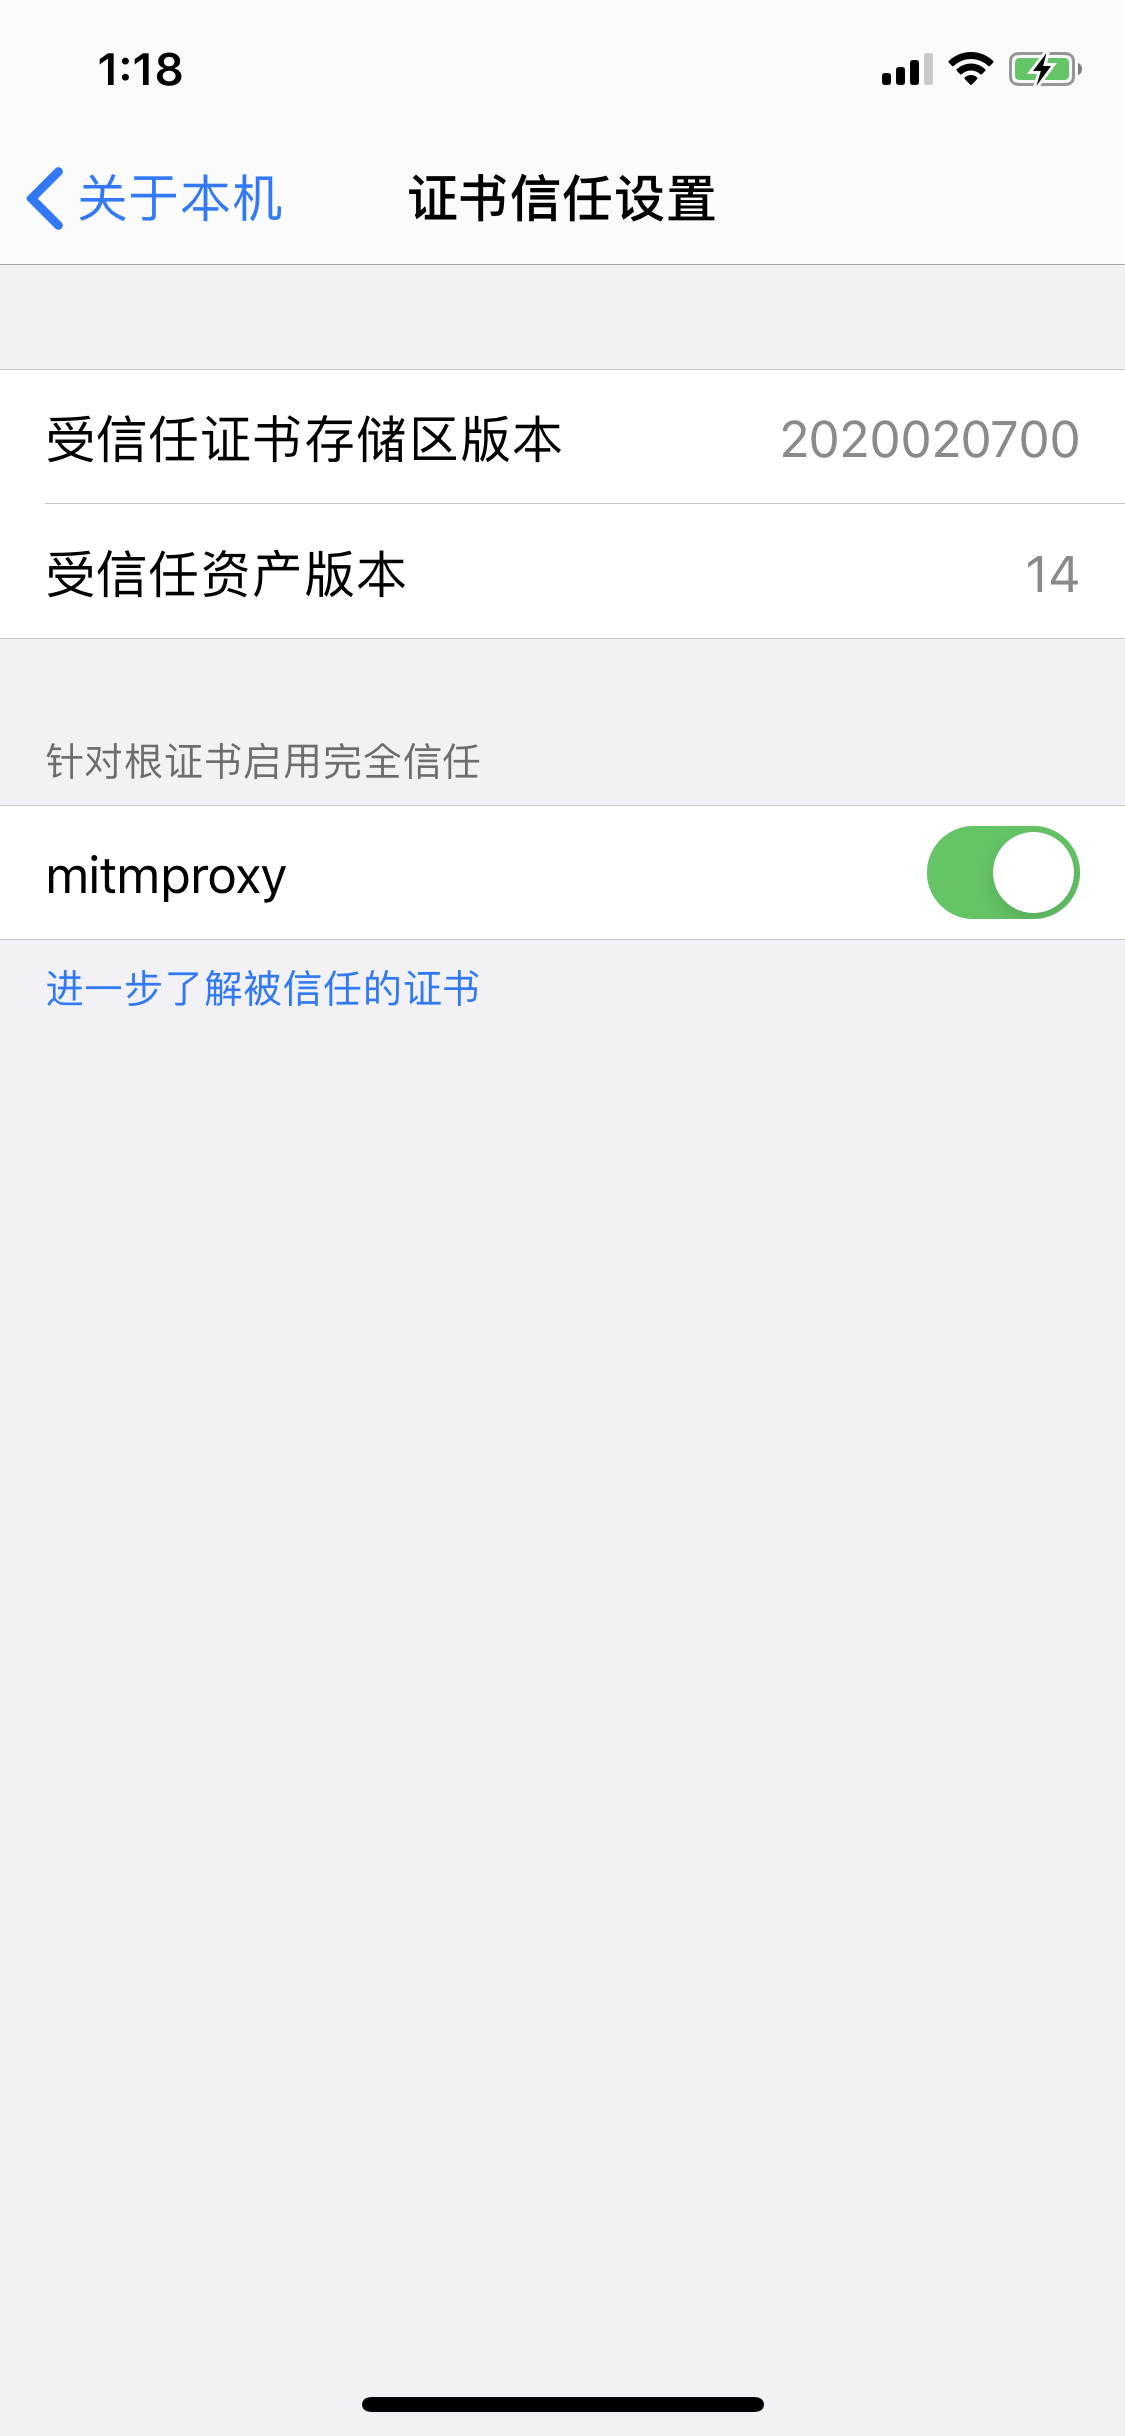 1:18
关于本机
证书信任设置
受信任证书存储区版本 2020020700
受信任资产版本 14
针对根证书启用完全信任
mitmproxy
进一步了解被信任的证书